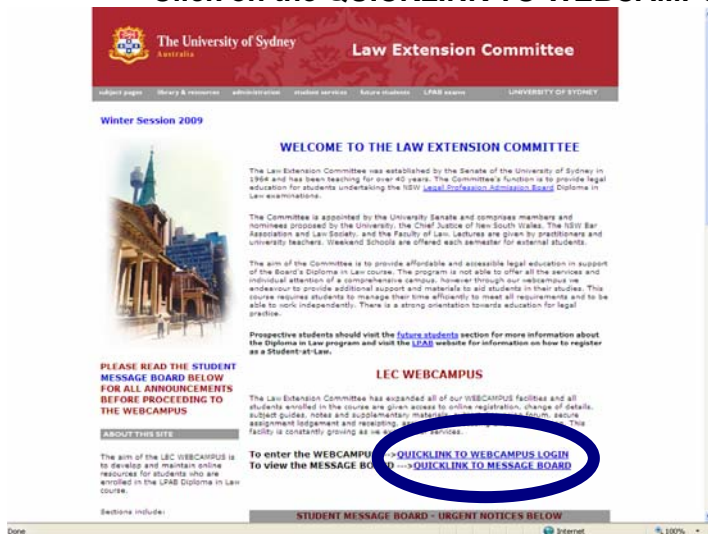 Click on the QUICKLINK TO WEBCAMP
The University of Sydney
Australia
Law Extension Committee
subject pages library & resources administration student services future students LPAB exams UNIVERSITY OF SYDNEY
Winter Session 2009
WELCOME TO THE LAW EXTENSION COMMITTEE
The Law Extension Committee was established by the Senate of the University of Sydney in
1964 and has been teaching for over 40 years. The Committee's function is to provide legal
education for students undertaking the NSW Legal Profession Admission Board Diploma in
Law examinations.
The Committee is appointed by the University Senate and comprises members and
nominees proposed by the University, the Chief Justice of New South Wales, The NSW Bar
Association and Law Society, and the Faculty of Law. Lectures are given by practitioners and
university teachers. Weekend Schools are offered each semester for external students.
The aim of the Committee is to provide affordable and accessible legal education in support
of the Board's Diploma in Law course. The program is not able to offer all the services and
individual attention of a comprehensive campus, however through our webcampus we
endeavour to provide additional support and materials to aid students in their studies. This
course requires students to manage their time efficiently to meet all requirements and to be
able to work independently. There is a strong orientation towards education for legal
practice.
Prospective students should visit the future students section for more information about
the Diploma in Law program and visit the LPAB website for information on how to register
as a Student-at-Law.
PLEASE READ THE STUDENT
MESSAGE BOARD BELOW
FOR ALL ANNOUNCEMENTS
BEFORE PROCEEDING TO
THE WEBCAMPUS
LEC WEBCAMPUS
The Law Extension Committee has expanded all of our WEBCAMPUS facilities and all
students enrolled in the course are given access to online registration, change of details,
subject guides, notes and supplementary materials, forum, secure
assignment lodgement and receipting, This
facility is constantly growing as we services.
ABOUT THIS SITE
The aim of the LEC WEBCAMPUS is
to develop and maintain online
resources for students who are
enrolled in the LPAB Diploma in Law
course.
Sections include:
To enter the WEBCAMPUS -->QUICKLINK TO WEBCAMPUS LOGIN
To view the MESSAGE BOARD --->QUICKLINK TO MESSAGE BOARD
STUDENT MESSAGE BOARD - URGENT NOTICES BELOW
Done Internet 100%